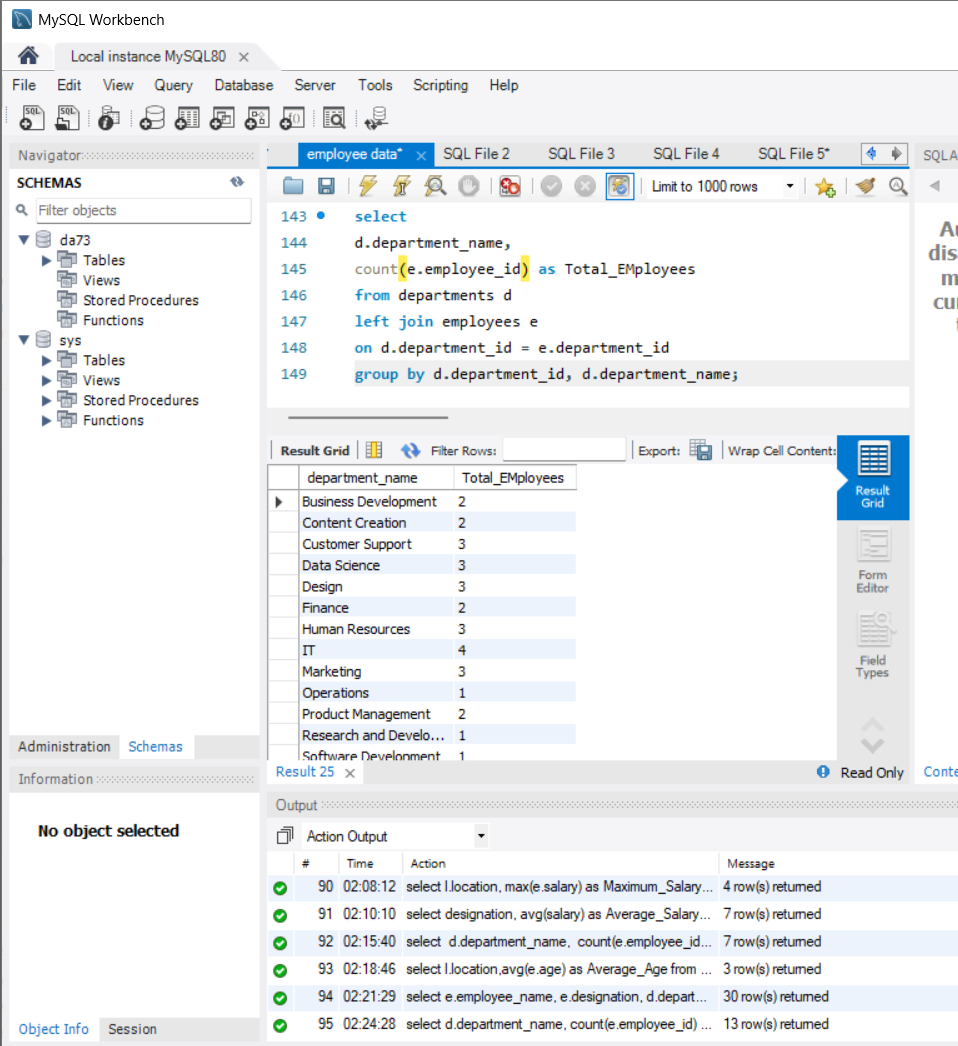 MySQL Workbench
Local instance MySQL80
File Edit View Query Database Server Tools Scripting Help
Navigator
SCHEMAS
Filter objects
da73
Tables
Views
Stored Procedures
Functions
sys
Tables
Views
Stored Procedures
Functions
Administration Schemas
Information
No object selected
Object Info Session
employee data* SQL File 2 SQL File 3 SQL File 4 SQL File 5*
Limit to 1000 rows
143 select
144 d.department_name,
145 count(e.employee_id) as Total_EMployees
146 from departments d
147 left join employees e
148 on d.department_id = e.department_id
149 group by d.department_id, d.department_name;
Result Grid Filter Rows: Export: Wrap Cell Content:
department_name Total_EMployees
Business Development 2
Content Creation 2
Customer Support 3
Data Science 3
Design 3
Finance 2
Human Resources 3
IT 4
Marketing 3
Operations 1
Product Management 2
Research and Develo... 1
Software Development 1
Result Grid
Form Editor
Field Types
Result 25
Read Only
Output
Action Output
# Time Action Message
90 02:08:12 select l.location, max(e.salary) as Maximum_Salary... 4 row(s) returned
91 02:10:10 select designation, avg(salary) as Average_Salary... 7 row(s) returned
92 02:15:40 select d.department_name, count(e.employee_id... 7 row(s) returned
93 02:18:46 select l.location,avg(e.age) as Average_Age from ... 3 row(s) returned
94 02:21:29 select e.employee_name, e.designation, d.depart... 30 row(s) returned
95 02:24:28 select d.department_name, count(e.employee_id) ... 13 row(s) returned
SQLA
Au
dis
m
cu
Conte